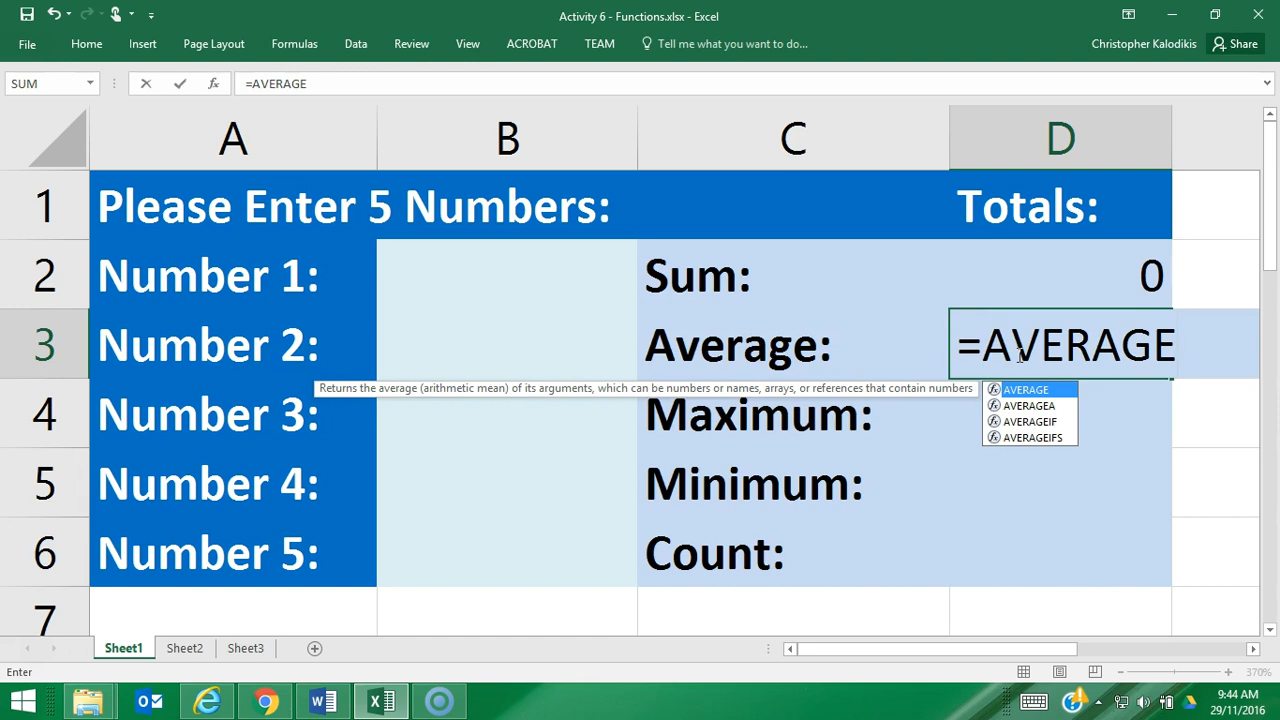 Activity 6 - Functions.xlsx - Excel
File Home Insert Page Layout Formulas Data Review View ACROBAT TEAM Tell me what you want to do... Christopher Kalodikis Share
SUM fx =AVERAGE
A B C D
1 Please Enter 5 Numbers: Totals:
2 Number 1: Sum: 0
3 Number 2: Average: =AVERAGE
Returns the average (arithmetic mean) of its arguments, which can be numbers or names, arrays, or references that contain numbers
AVERAGE
AVERAGEA
AVERAGEIF
AVERAGEIFS
4 Number 3: Maximum:
5 Number 4: Minimum:
6 Number 5: Count:
7
Sheet1 Sheet2 Sheet3
Enter 370%
9:44 AM
29/11/2016